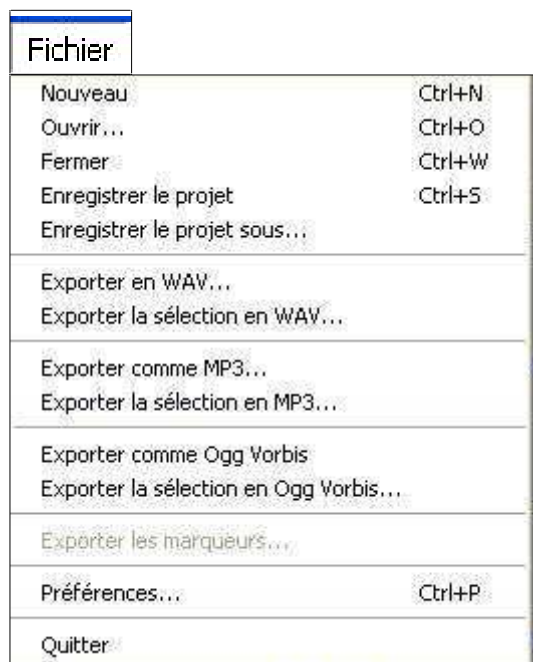 Fichier
Nouveau Ctrl+N
Ouvrir... Ctrl+O
Fermer Ctrl+W
Enregistrer le projet Ctrl+S
Enregistrer le projet sous...
Exporter en WAV...
Exporter la sélection en WAV...
Exporter comme MP3...
Exporter la sélection en MP3...
Exporter comme Ogg Vorbis
Exporter la sélection en Ogg Vorbis...
Exporter les marqueurs...
Préférences... Ctrl+P
Quitter